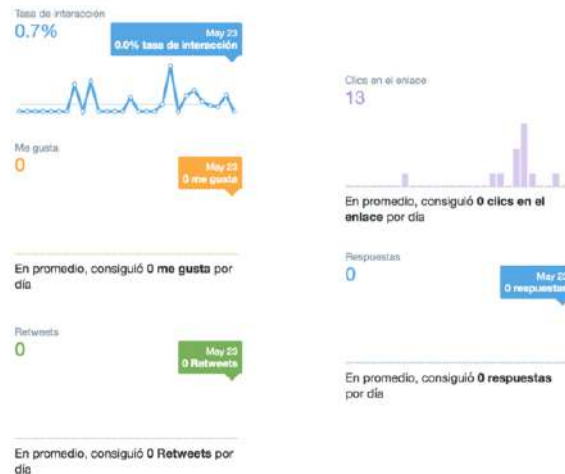 Tasa de interacción
0.7%
May 23
0.0% tasa de interacción
Me gusta
0
May 23
0 me gusta
En promedio, consiguió 0 me gusta por
día
Retweets
0
May 23
0 Retweets
En promedio, consiguió 0 Retweets por
día
Clics en el enlace
13
En promedio, consiguió 0 clics en el
enlace por día
Respuestas
0
May 23
0 respuestas
En promedio, consiguió 0 respuestas
por día